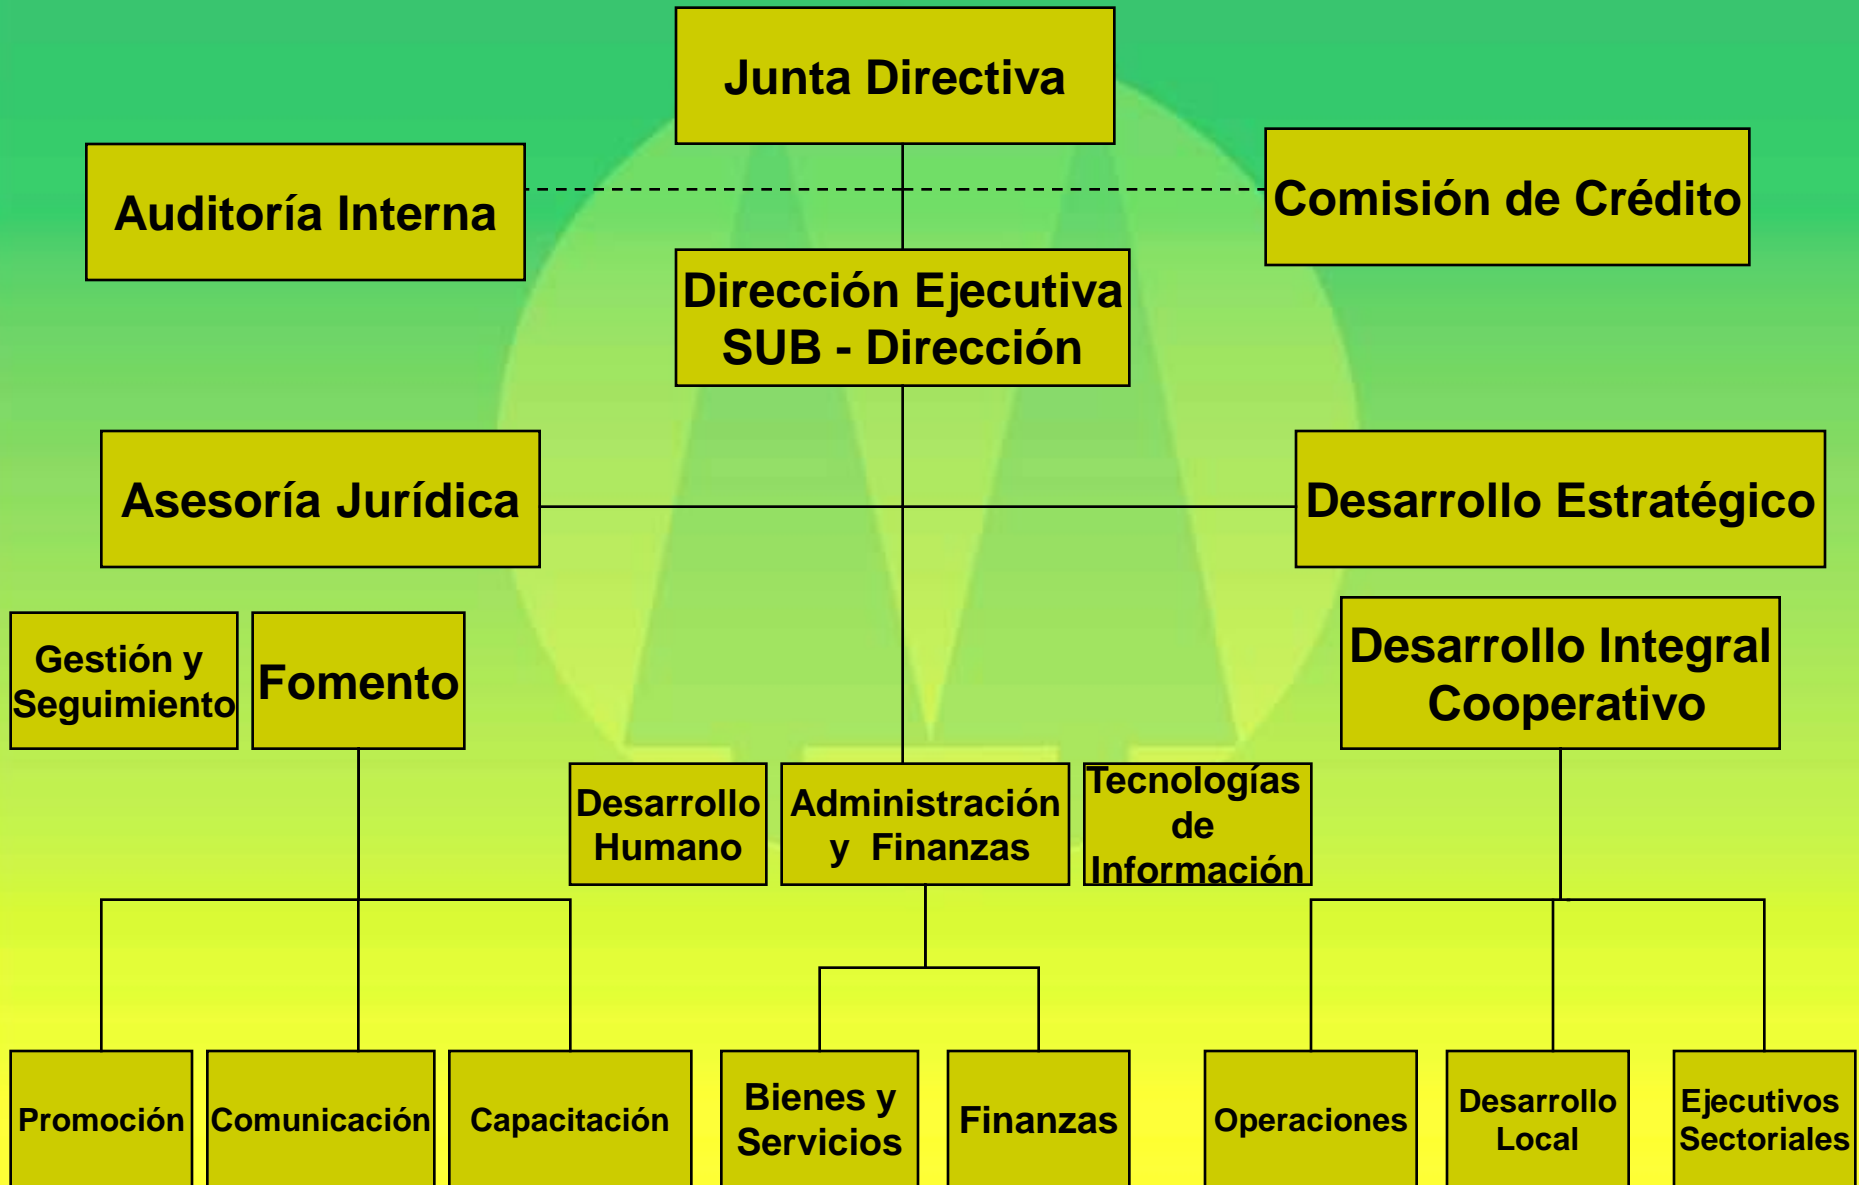 Junta Directiva
Auditoría Interna
Comisión de Crédito
Dirección Ejecutiva
SUB - Dirección
Asesoría Jurídica
Desarrollo Estratégico
Gestión y
Seguimiento
Fomento
Desarrollo Integral
Cooperativo
Desarrollo
Humano
Administración
y Finanzas
Tecnologías
de
Información
Promoción
Comunicación
Capacitación
Bienes y
Servicios
Finanzas
Operaciones
Desarrollo
Local
Ejecutivos
Sectoriales